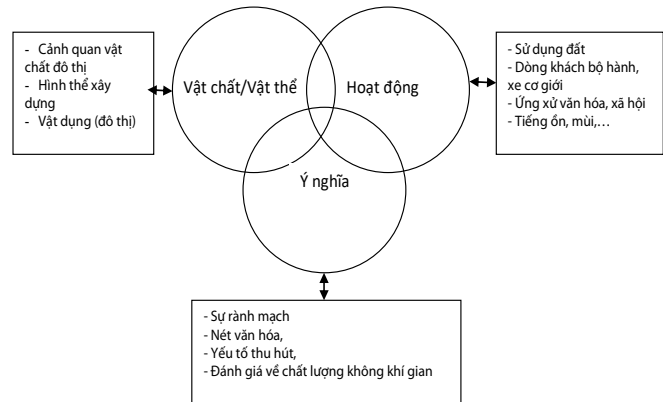 - Cảnh quan vật
chất đô thị
- Hình thể xây
dựng
- Vật dụng (đô thị)
Vật chất/Vật thể
Hoạt động
Ý nghĩa
- Sử dụng đất
- Dòng khách bộ hành,
xe cơ giới
- Ứng xử văn hóa, xã hội
- Tiếng ồn, mùi,...
- Sự rành mạch
- Nét văn hóa,
- Yếu tố thu hút,
- Đánh giá về chất lượng không khí gian